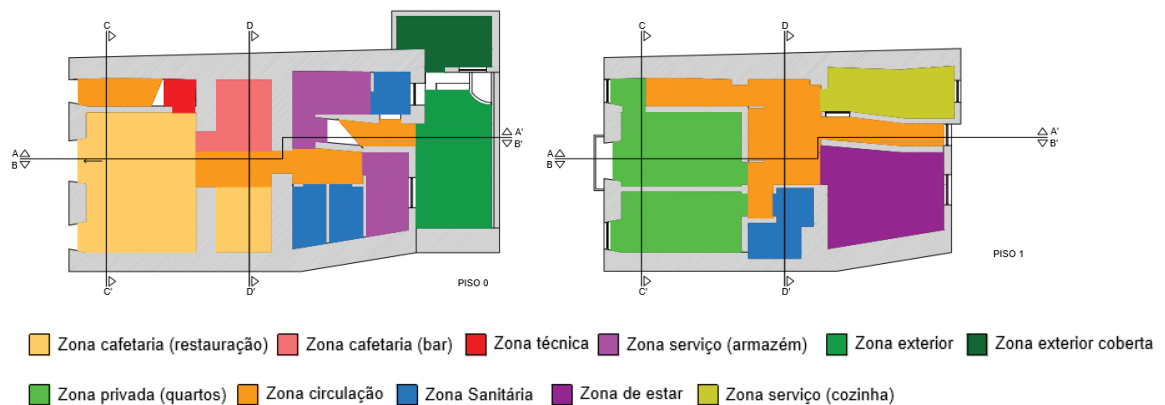 C
D
A
B
A'
B'
C'
D'
PISO 0
C
D
A
B
A'
B'
C'
D'
PISO 1
Zona cafetaria (restauração) Zona cafetaria (bar) Zona técnica Zona serviço (armazém) Zona exterior Zona exterior coberta
Zona privada (quartos) Zona circulação Zona Sanitária Zona de estar Zona serviço (cozinha)